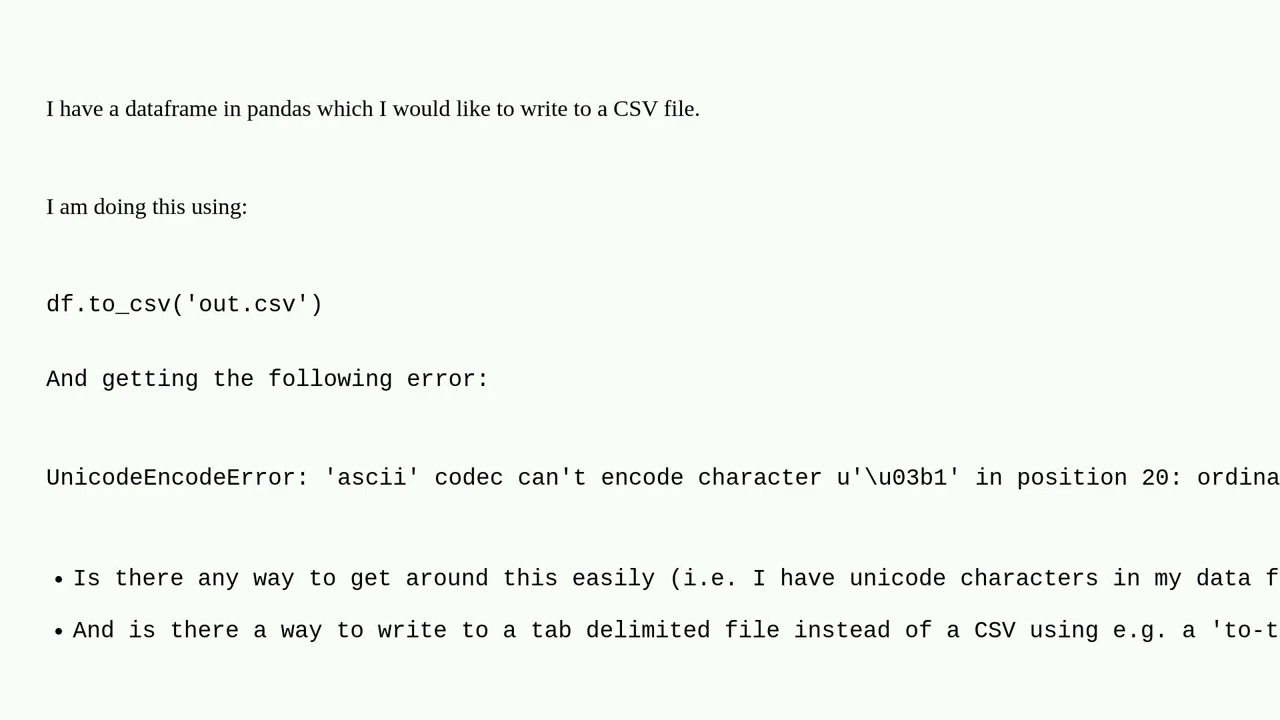 I have a dataframe in pandas which I would like to write to a CSV file.
I am doing this using:
df.to_csv('out.csv')
And getting the following error:
UnicodeEncodeError: 'ascii' codec can't encode character u'\u03b1' in position 20: ordina
• Is there any way to get around this easily (i.e. I have unicode characters in my data f
• And is there a way to write to a tab delimited file instead of a CSV using e.g. a 'to-t